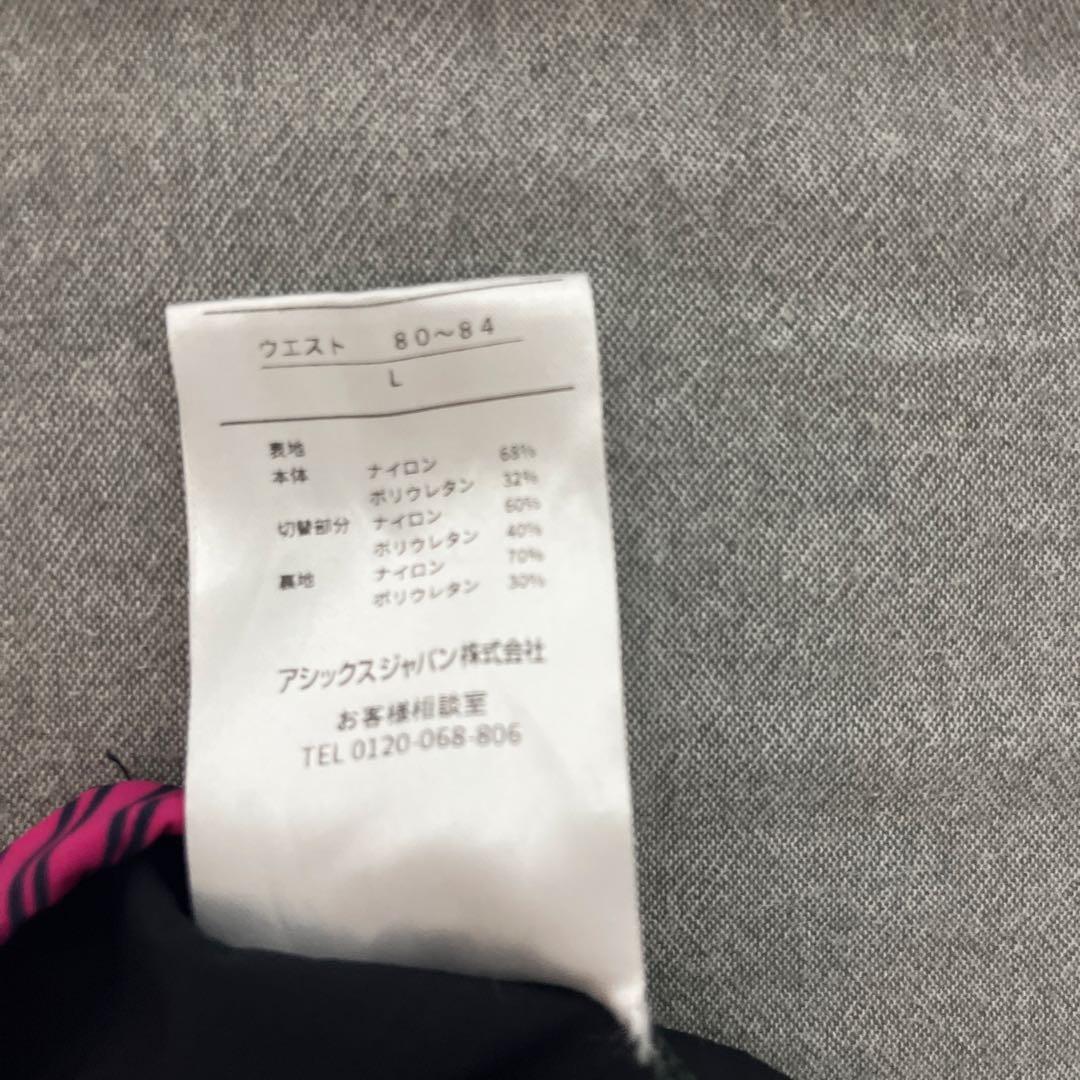 ウエスト 80〜84
L
表地
本体 ナイロン 68%
ポリウレタン 32%
切替部分 ナイロン 60%
ポリウレタン 40%
裏地 ナイロン 70%
ポリウレタン 30%
アシックスジャパン株式会社
お客様相談室
TEL 0120-068-806